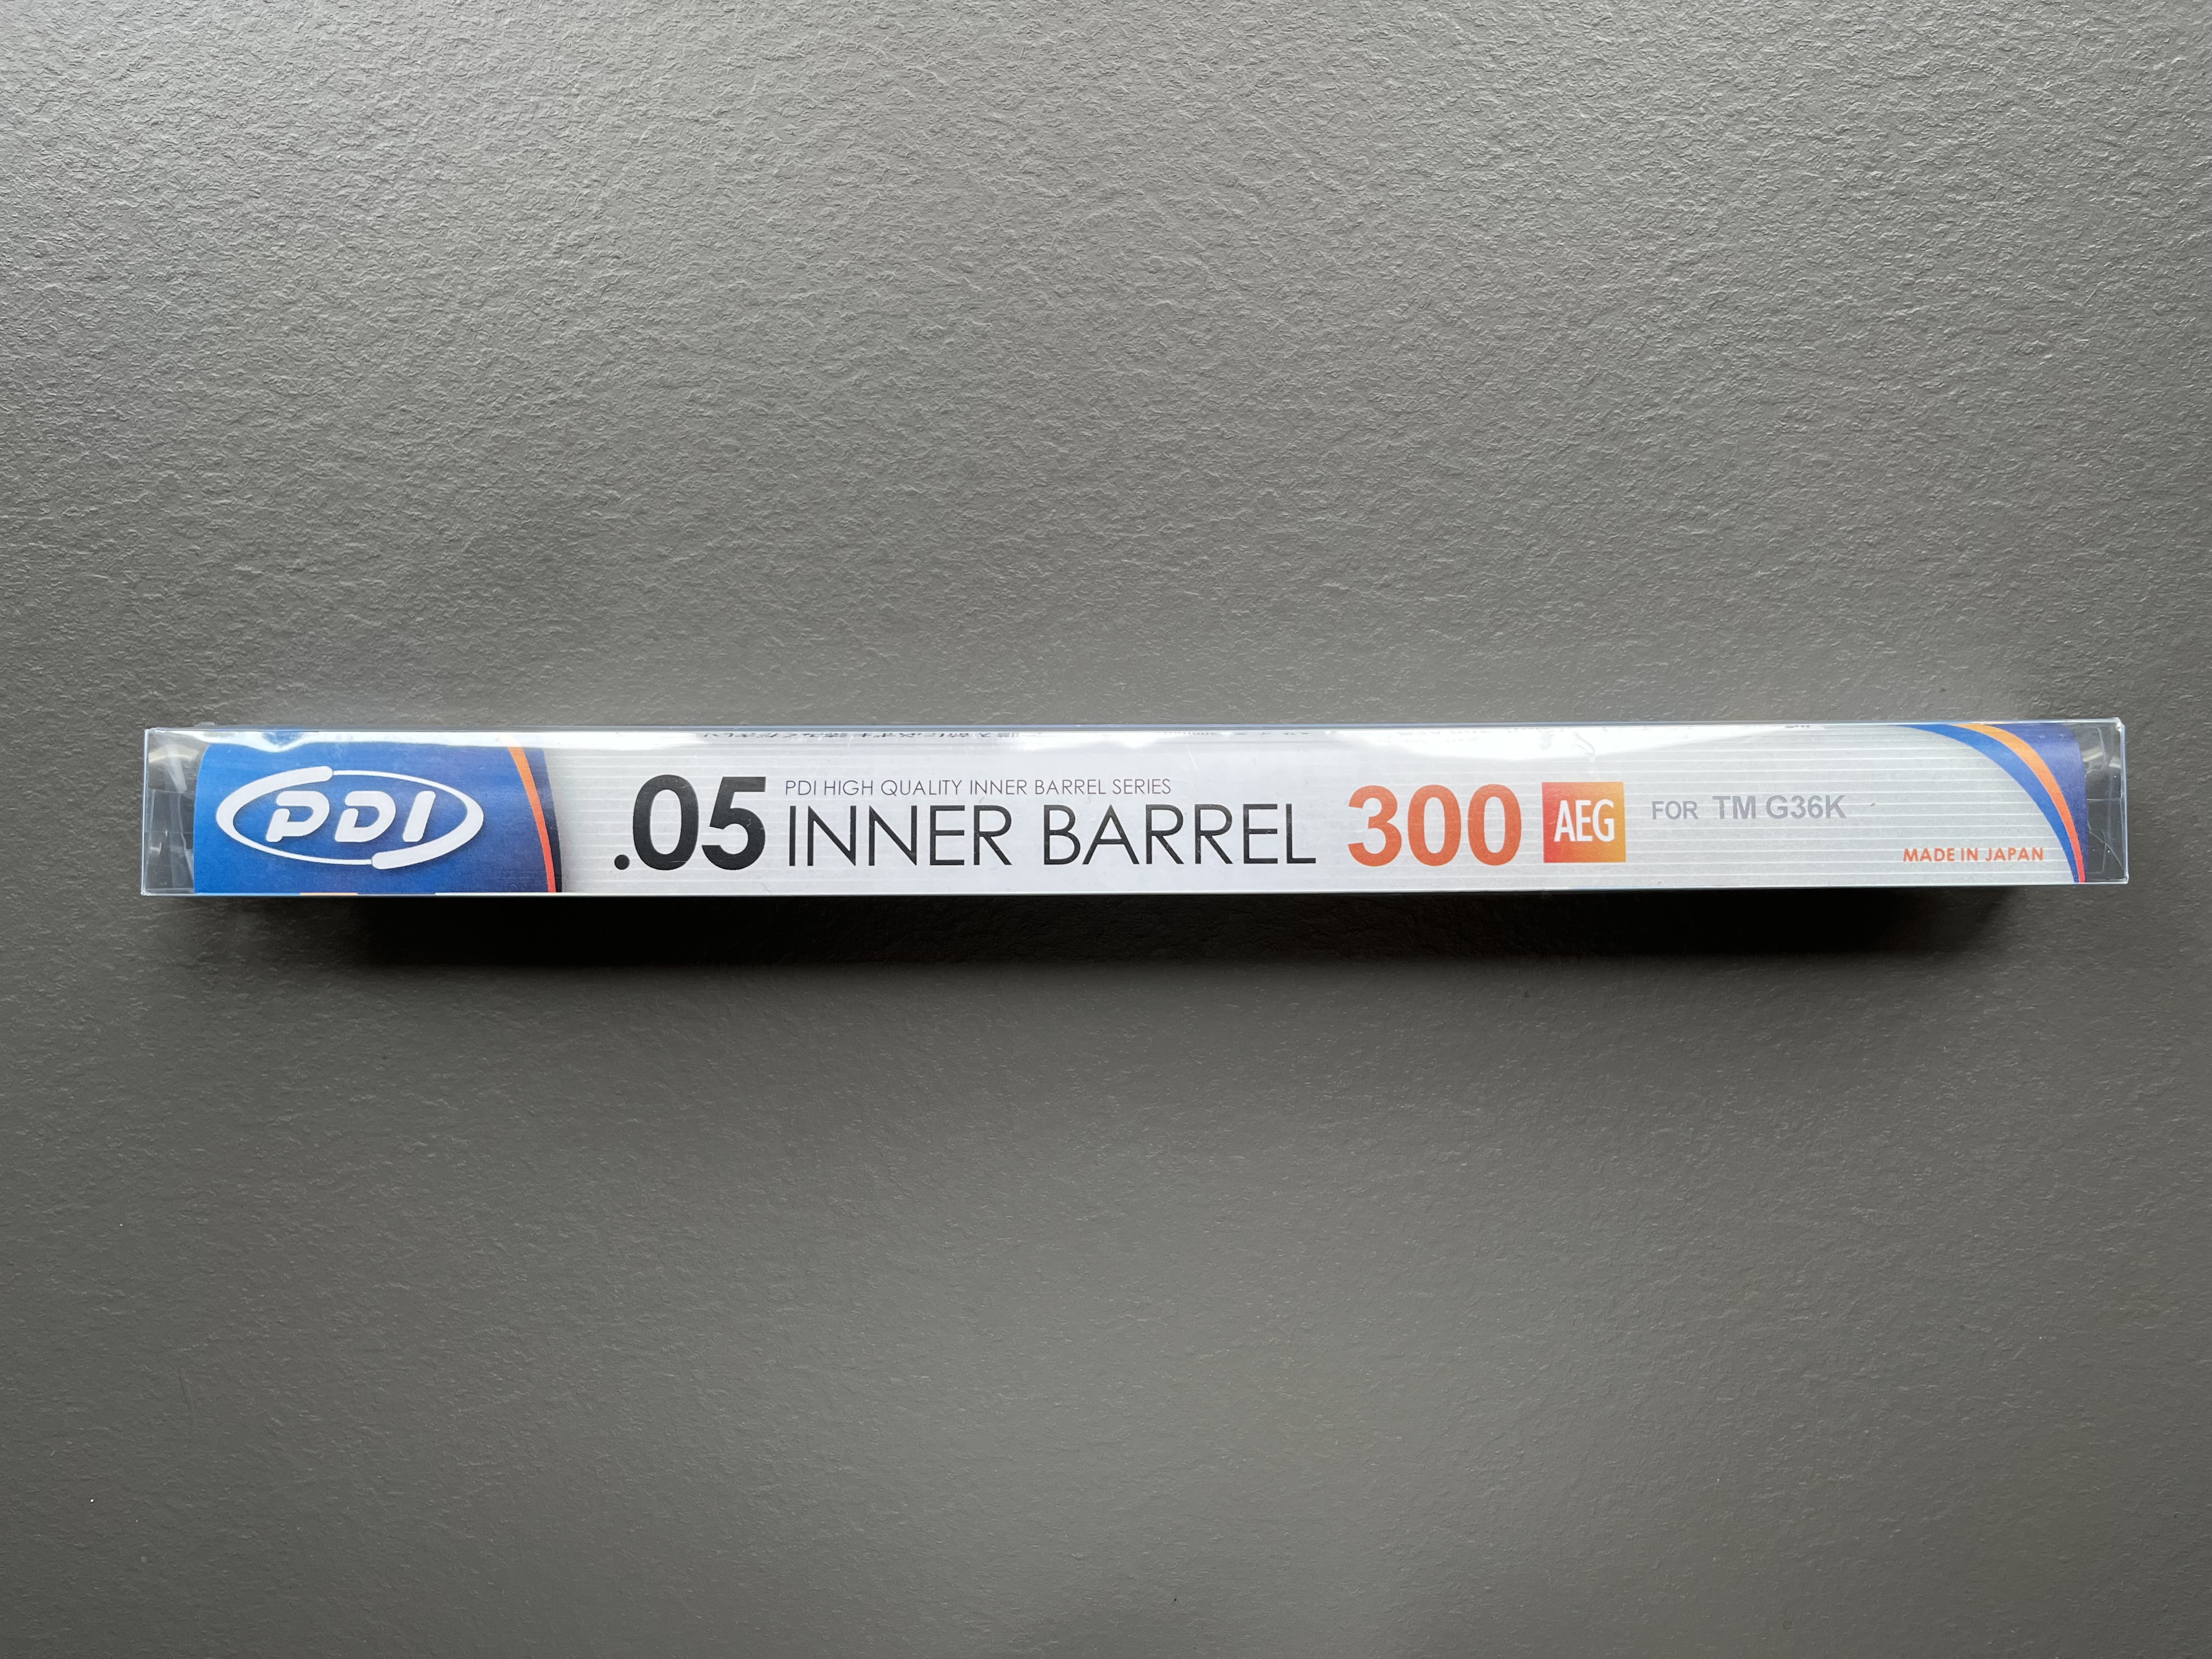 PDI
.05
PDI HIGH QUALITY INNER BARREL SERIES
INNER BARREL
300
AEG
FOR TM G36K
MADE IN JAPAN